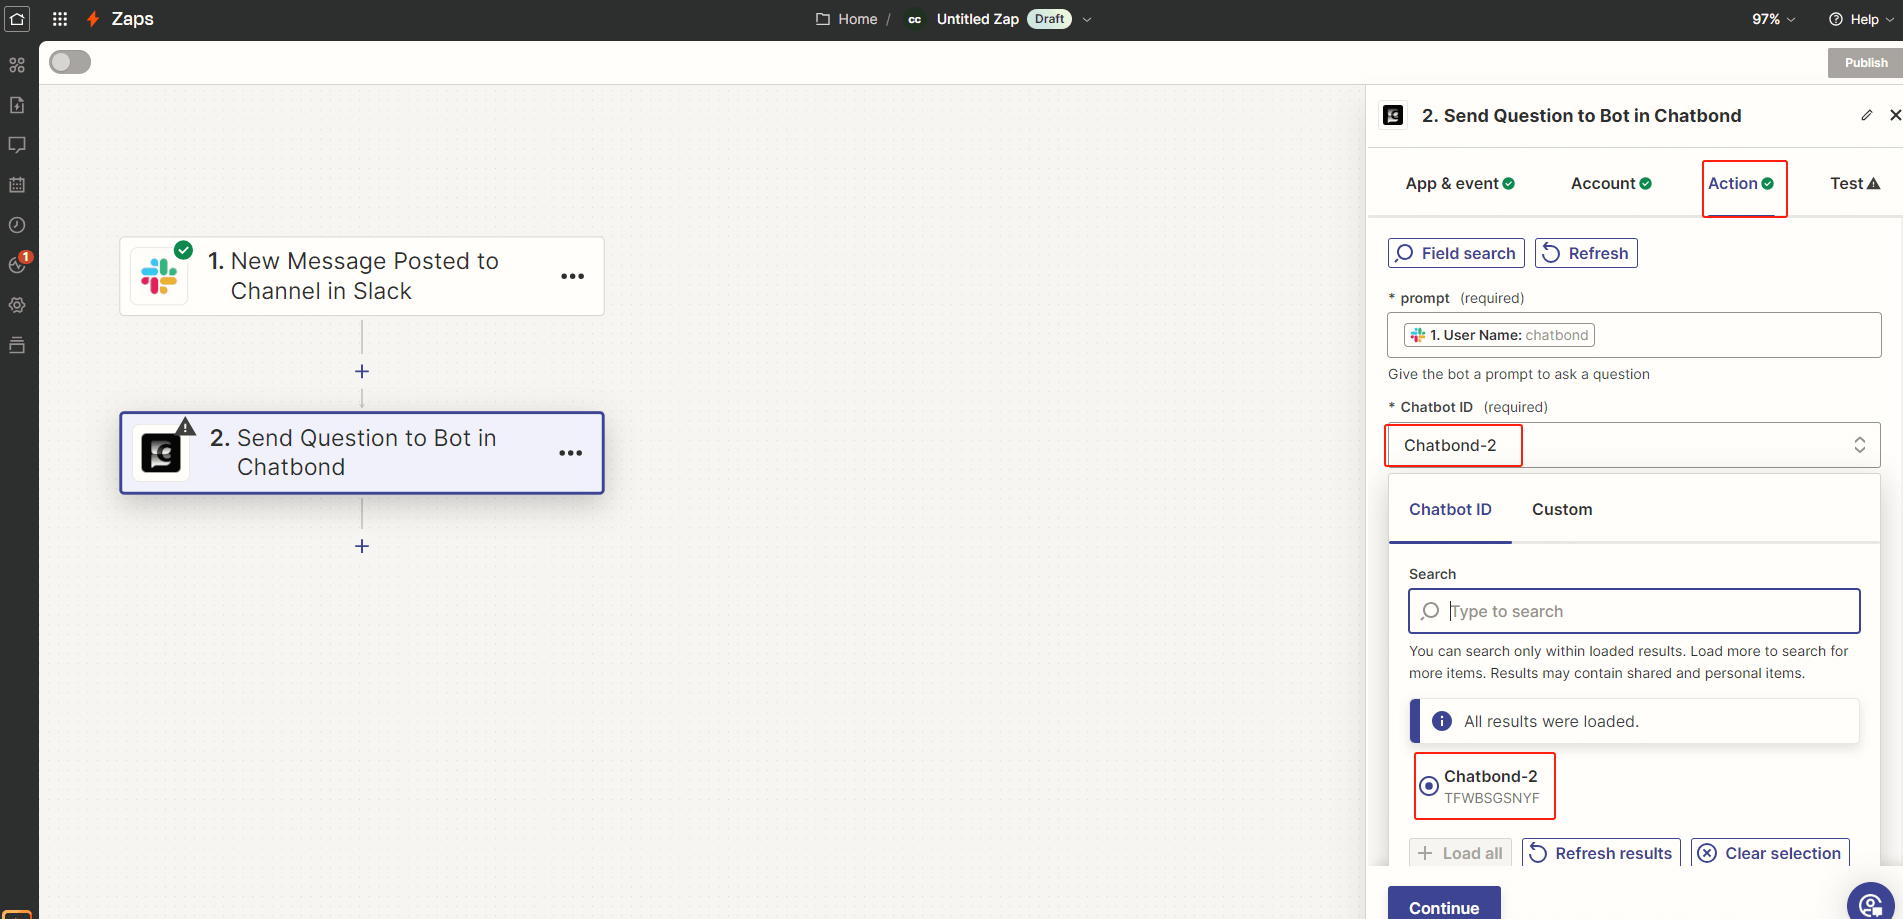 Zaps
Home / cc Untitled Zap Draft
97%
Help
Publish
1
1. New Message Posted to
Channel in Slack
2. Send Question to Bot in
Chatbond
2. Send Question to Bot in Chatbond
App & event
Account
Action
Test
Field search
Refresh
* prompt (required)
1. User Name: chatbond
Give the bot a prompt to ask a question
* Chatbot ID (required)
Chatbond-2
Chatbot ID
Custom
Search
Type to search
You can search only within loaded results. Load more to search for
more items. Results may contain shared and personal items.
All results were loaded.
Chatbond-2
TFWBSGSNYF
+ Load all
Refresh results
Clear selection
Continue